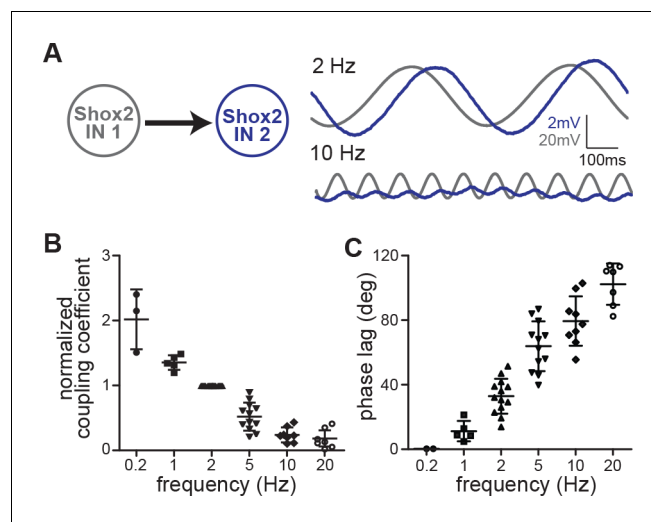 A
Shox2
IN 1
Shox2
IN 2
2 Hz
2mV
20mV
100ms
10 Hz
B
normalized
coupling coefficient
3
2
1
0
0.2 1 2 5 10 20
frequency (Hz)
C
phase lag (deg)
120
80
40
0
0.2 1 2 5 10 20
frequency (Hz)